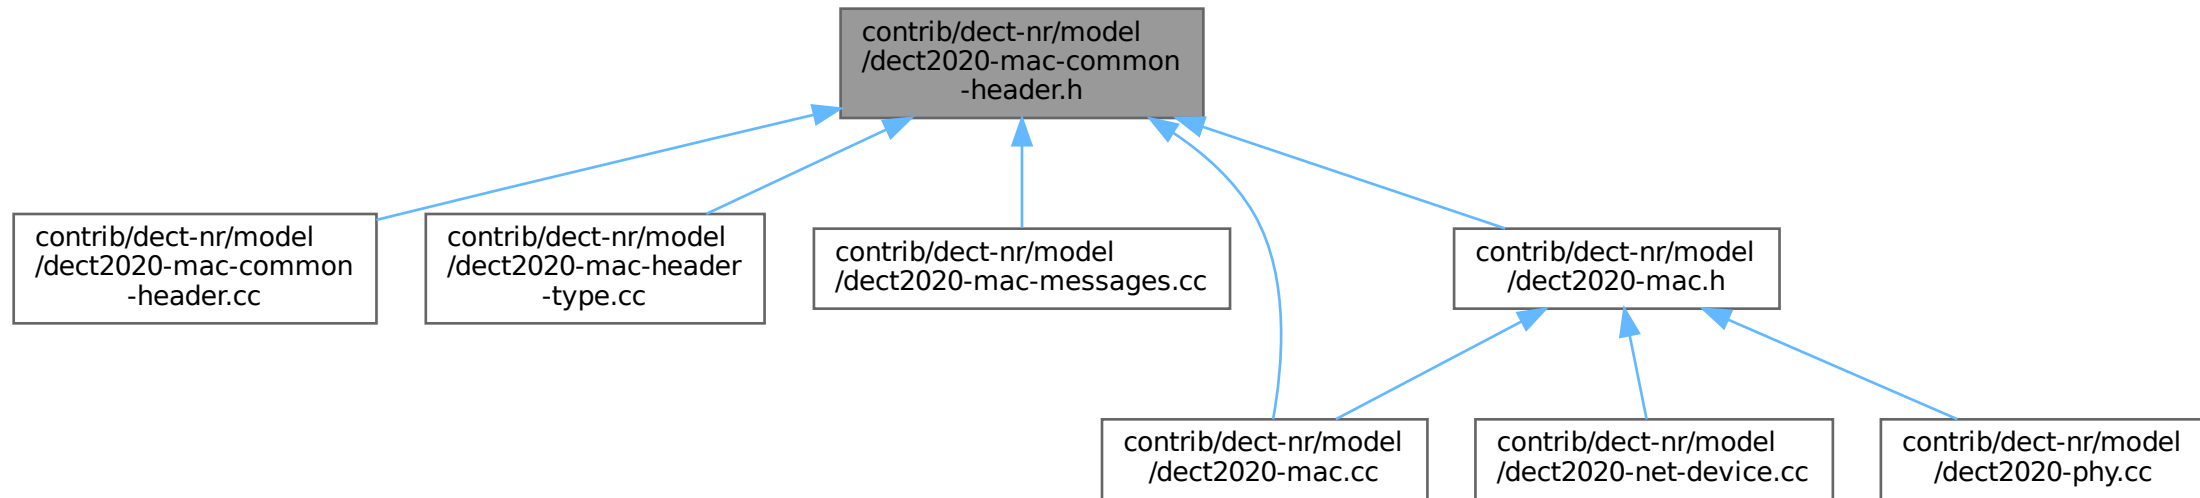 contrib/dect-nr/model
/dect2020-mac-common
-header.h
contrib/dect-nr/model
/dect2020-mac-common
-header.cc
contrib/dect-nr/model
/dect2020-mac-header
-type.cc
contrib/dect-nr/model
/dect2020-mac-messages.cc
contrib/dect-nr/model
/dect2020-mac.h
contrib/dect-nr/model
/dect2020-mac.cc
contrib/dect-nr/model
/dect2020-net-device.cc
contrib/dect-nr/model
/dect2020-phy.cc